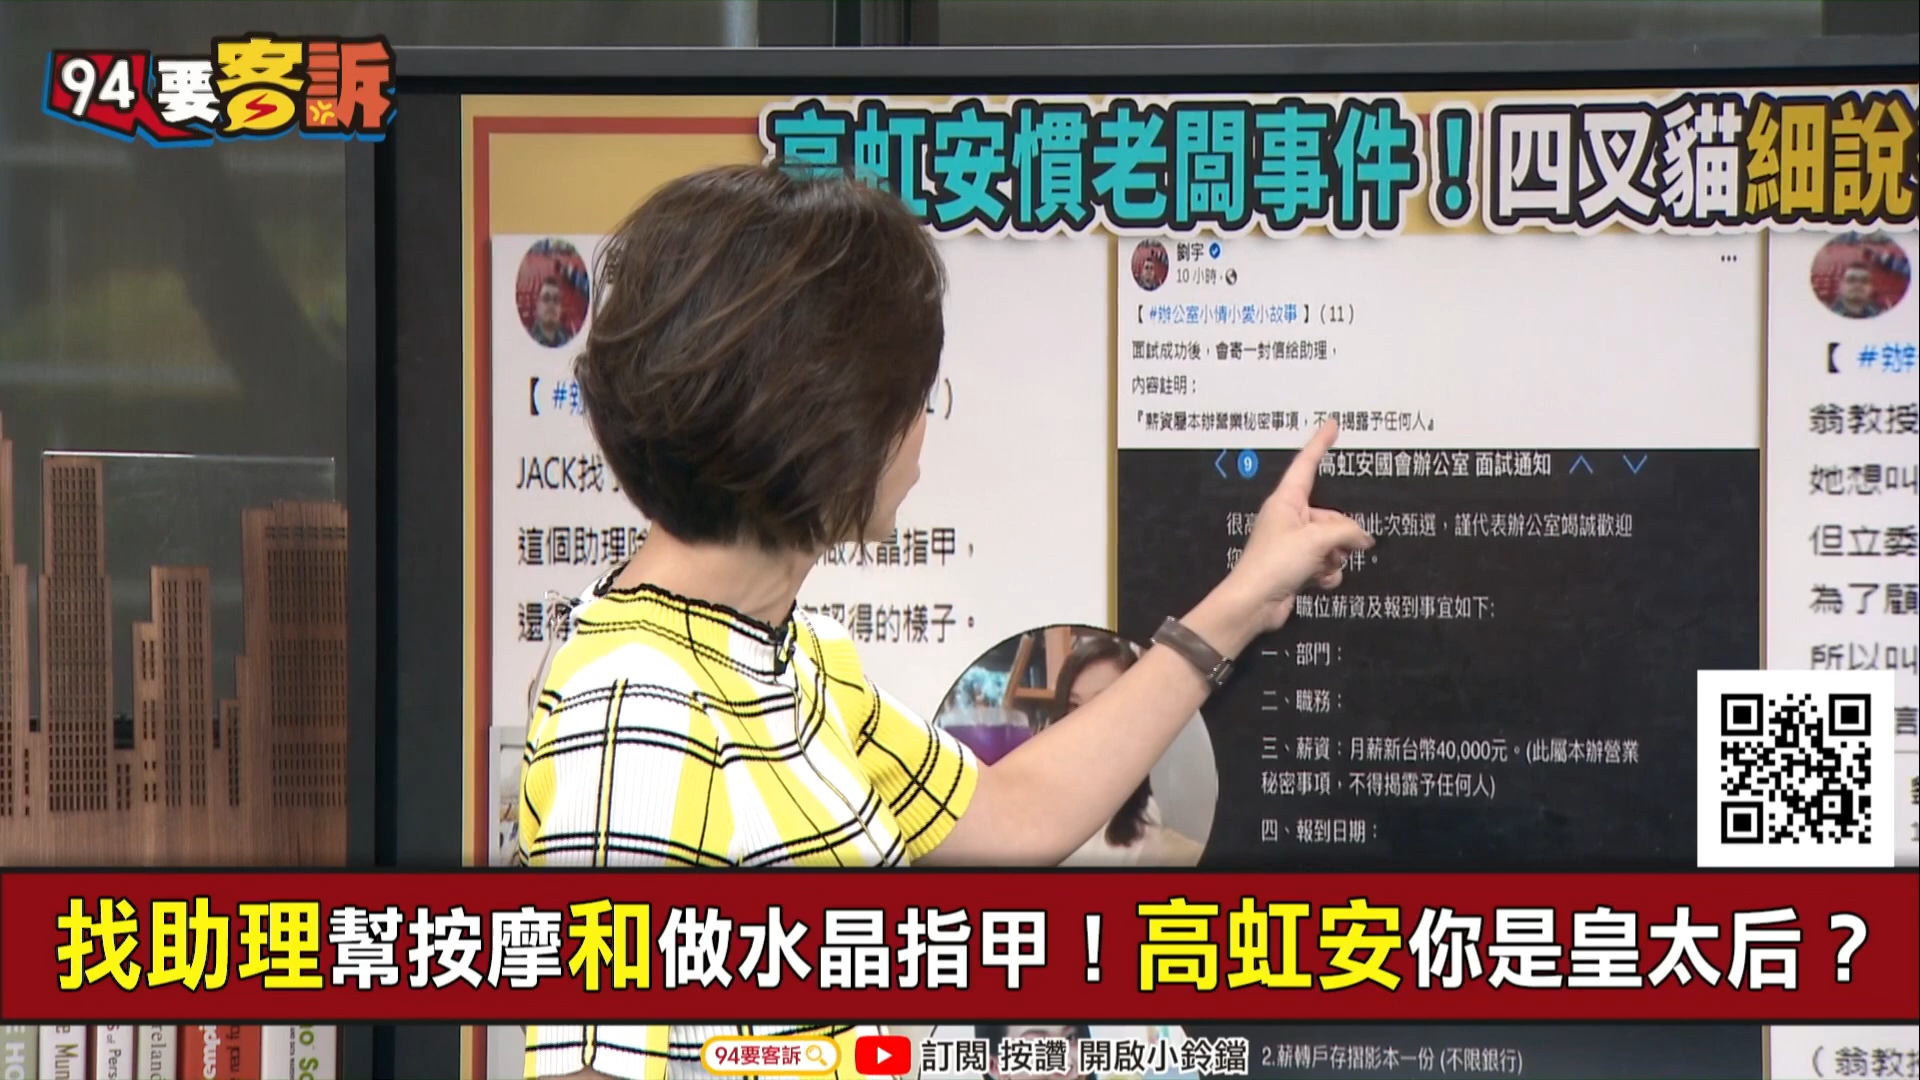 94要客訴
高虹安慣老闆事件！四叉貓細說
劉宇
10 小時
【 #辦公室小情小愛小故事 】（11）
面試成功後，會寄一封信給助理，
內容註明：
『薪資屬本辦營業秘密事項，不得揭露予任何人』
9
高虹安國會辦公室 面試通知
此次甄選，謹代表辦公室竭誠歡迎
伴。
職位薪資及報到事宜如下:
一、部門：
二、職務：
三、薪資：月薪新台幣40,000元。(此屬本辦營業
秘密事項，不得揭露予任何人)
四、報到日期：
2.薪轉戶存摺影本一份 (不限銀行)
【 #
JACK找
這個助理 做水晶指甲，
還得 認得的樣子。
【 #辦
翁教授
她想叫
但立委
為了顧
所以叫
（翁教授
找助理幫按摩和做水晶指甲！高虹安你是皇太后？
94要客訴
訂閱 按讚 開啟小鈴鐺